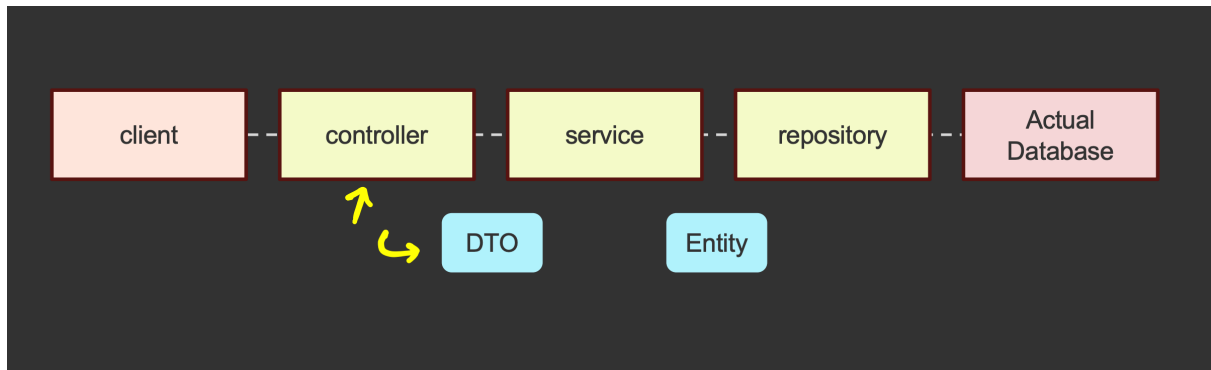 client
controller
service
repository
Actual
Database
DTO
Entity